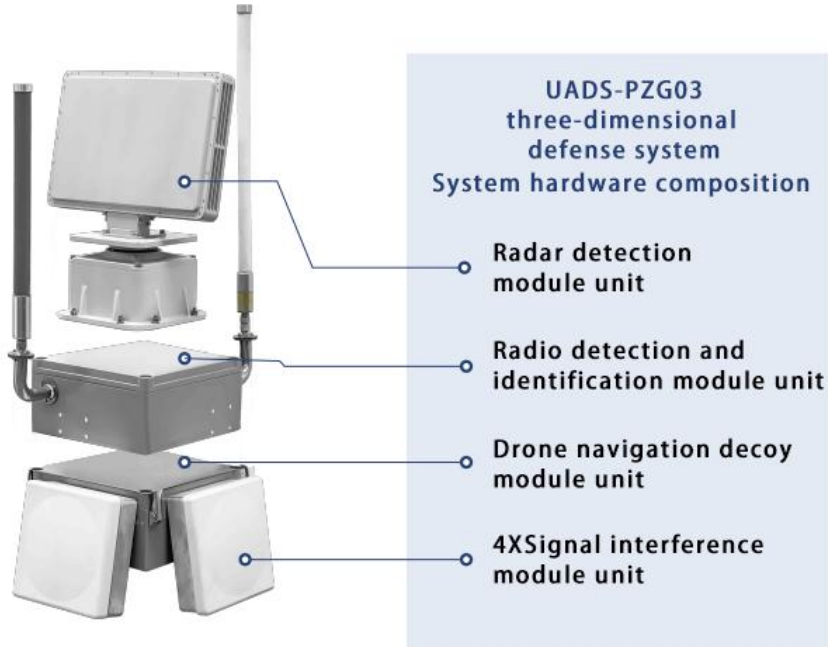 UADS-PZG03
three-dimensional
defense system
System hardware composition
Radar detection
module unit
Radio detection and
identification module unit
Drone navigation decoy
module unit
4XSignal interference
module unit